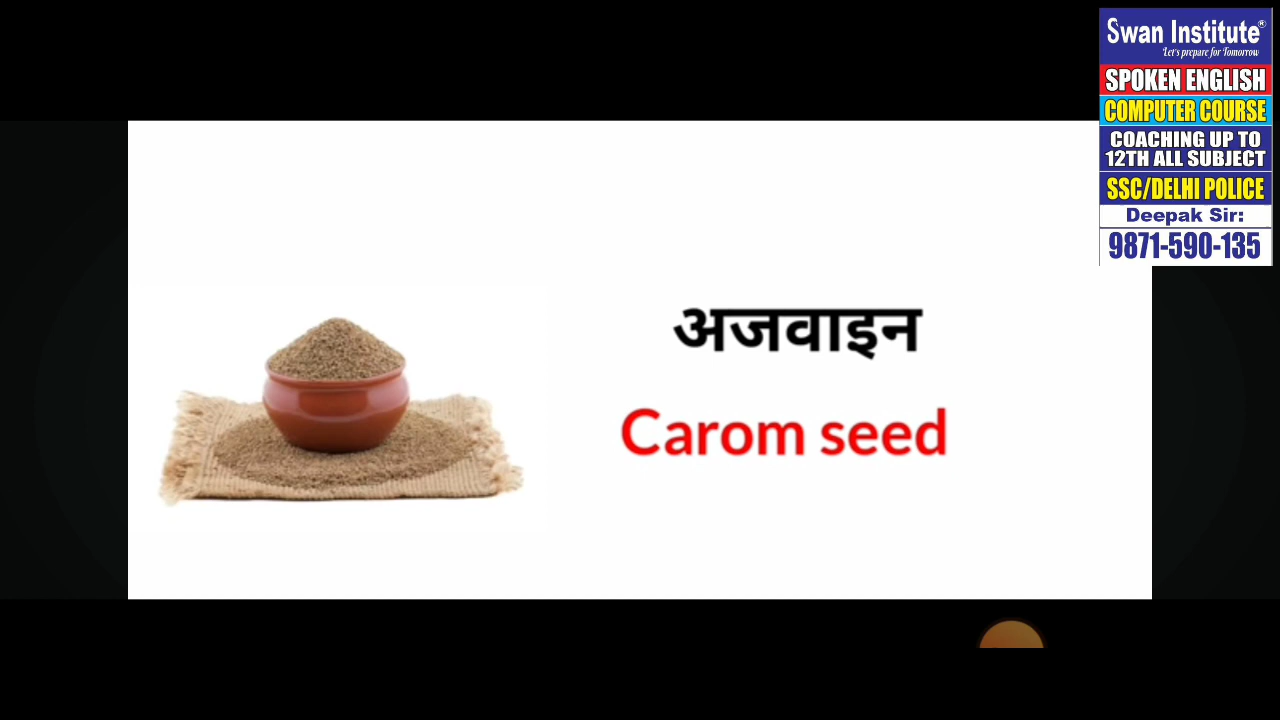 Swan Institute®
Let's prepare for Tomorrow
SPOKEN ENGLISH
COMPUTER COURSE
COACHING UP TO
12TH ALL SUBJECT
SSC/DELHI POLICE
Deepak Sir:
9871-590-135
अजवाइन
Carom seed